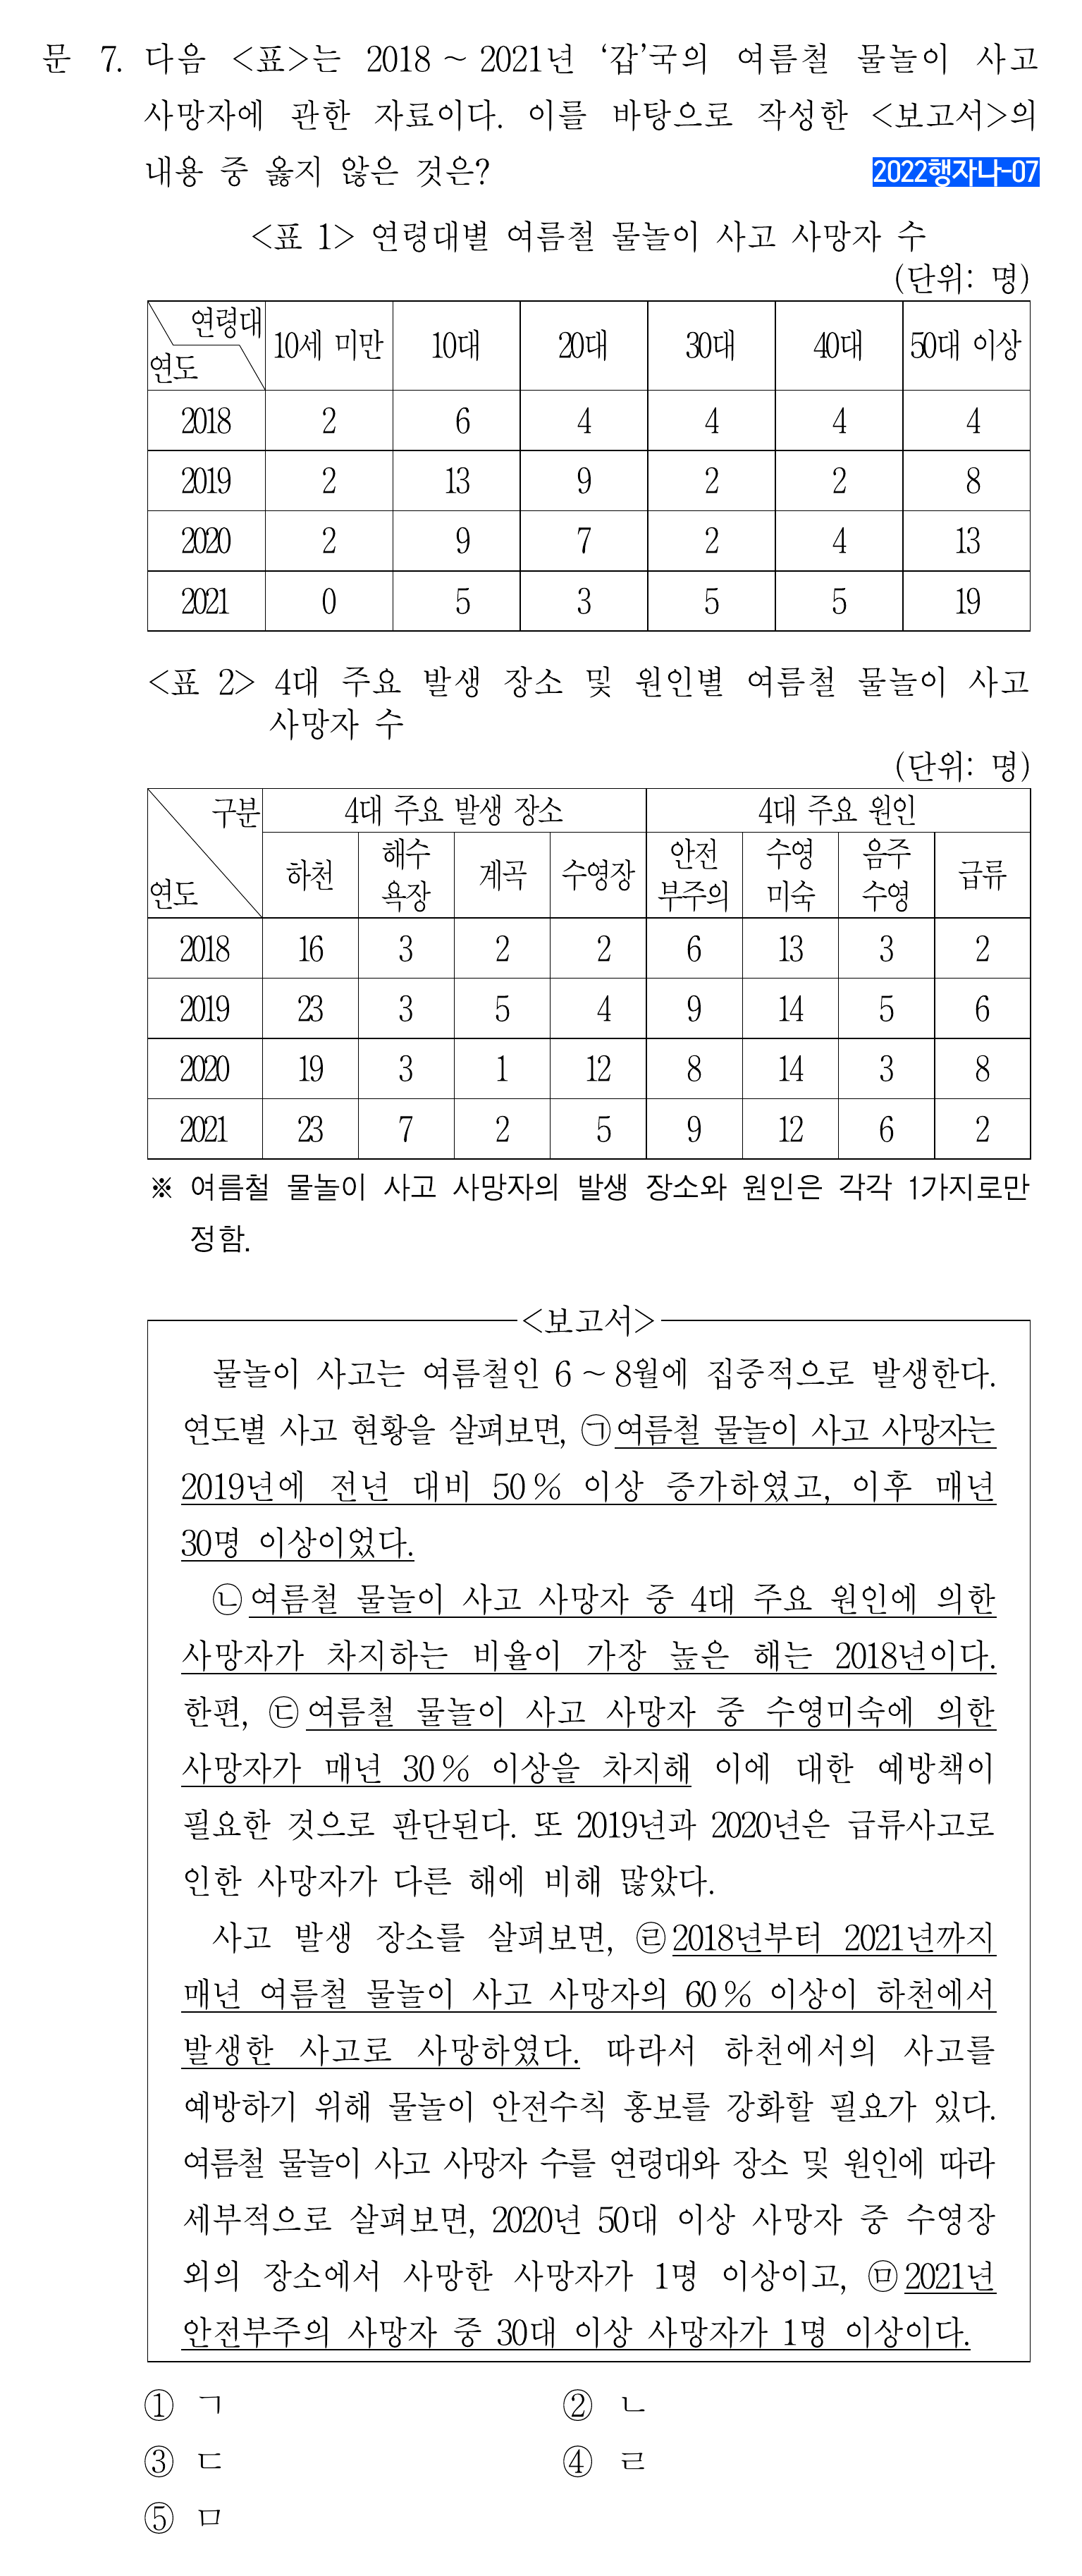 문 7. 다음 <표>는 2018 ~ 2021년 ‘갑’국의 여름철 물놀이 사고
사망자에 관한 자료이다. 이를 바탕으로 작성한 <보고서>의
내용 중 옳지 않은 것은?
2022행자나-07
<표 1> 연령대별 여름철 물놀이 사고 사망자 수
(단위: 명)
연령대 10세 미만 10대 20대 30대 40대 50대 이상
연도
2018 2 6 4 4 4 4
2019 2 13 9 2 2 8
2020 2 9 7 2 4 13
2021 0 5 3 5 5 19
<표 2> 4대 주요 발생 장소 및 원인별 여름철 물놀이 사고
사망자 수
(단위: 명)
구분 4대 주요 발생 장소 4대 주요 원인
연도 하천 해수욕장 계곡 수영장 안전부주의 수영미숙 음주수영 급류
2018 16 3 2 2 6 13 3 2
2019 23 3 5 4 9 14 5 6
2020 19 3 1 12 8 14 3 8
2021 23 7 2 5 9 12 6 2
※ 여름철 물놀이 사고 사망자의 발생 장소와 원인은 각각 1가지로만
정함.
<보고서>
물놀이 사고는 여름철인 6 ~ 8월에 집중적으로 발생한다.
연도별 사고 현황을 살펴보면, ㉠여름철 물놀이 사고 사망자는
2019년에 전년 대비 50 % 이상 증가하였고, 이후 매년
30명 이상이었다.
㉡여름철 물놀이 사고 사망자 중 4대 주요 원인에 의한
사망자가 차지하는 비율이 가장 높은 해는 2018년이다.
한편, ㉢여름철 물놀이 사고 사망자 중 수영미숙에 의한
사망자가 매년 30 % 이상을 차지해 이에 대한 예방책이
필요한 것으로 판단된다. 또 2019년과 2020년은 급류사고로
인한 사망자가 다른 해에 비해 많았다.
사고 발생 장소를 살펴보면, ㉣2018년부터 2021년까지
매년 여름철 물놀이 사고 사망자의 60 % 이상이 하천에서
발생한 사고로 사망하였다. 따라서 하천에서의 사고를
예방하기 위해 물놀이 안전수칙 홍보를 강화할 필요가 있다.
여름철 물놀이 사고 사망자 수를 연령대와 장소 및 원인에 따라
세부적으로 살펴보면, 2020년 50대 이상 사망자 중 수영장
외의 장소에서 사망한 사망자가 1명 이상이고, ㉤2021년
안전부주의 사망자 중 30대 이상 사망자가 1명 이상이다.
① ㄱ ② ㄴ
③ ㄷ ④ ㄹ
⑤ ㅁ